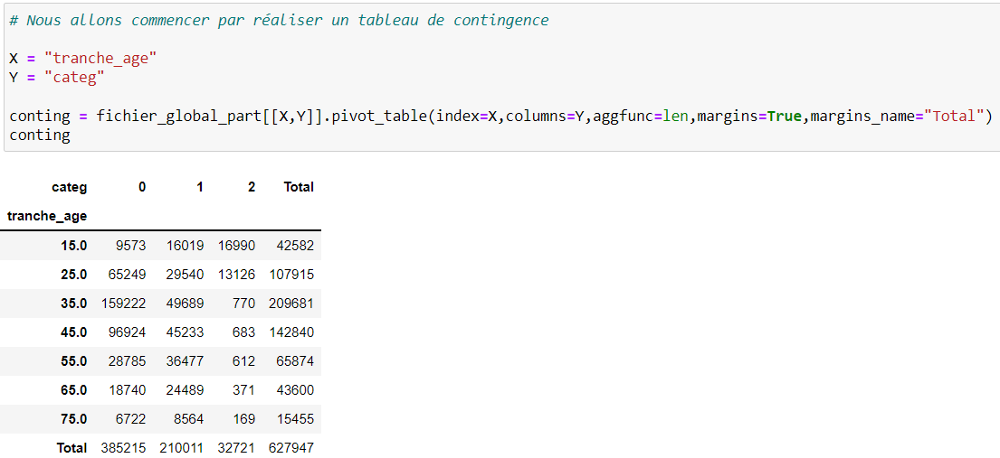 # Nous allons commencer par réaliser un tableau de contingence
X = "tranche_age"
Y = "categ"
conting = fichier_global_part[[X,Y]].pivot_table(index=X,columns=Y,aggfunc=len,margins=True,margins_name="Total")
conting
categ 0 1 2 Total
tranche_age
15.0 9573 16019 16990 42582
25.0 65249 29540 13126 107915
35.0 159222 49689 770 209681
45.0 96924 45233 683 142840
55.0 28785 36477 612 65874
65.0 18740 24489 371 43600
75.0 6722 8564 169 15455
Total 385215 210011 32721 627947